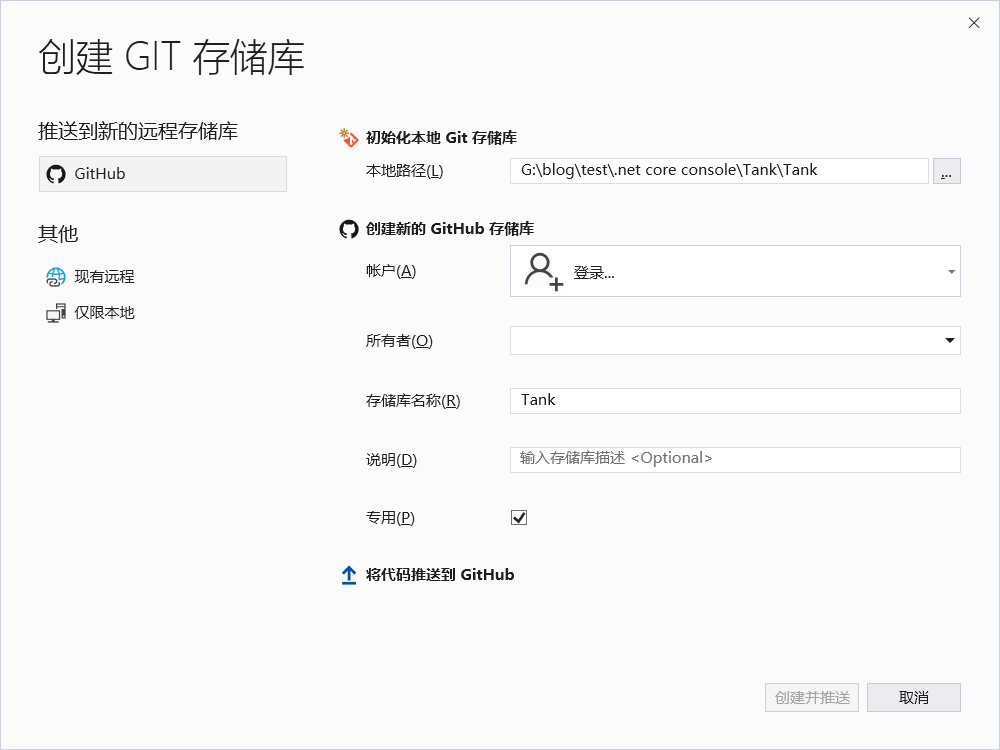 创建 GIT 存储库
推送到新的远程存储库
GitHub
其他
现有远程
仅限本地
初始化本地 Git 存储库
本地路径(L) G:\blog\test\.net core console\Tank\Tank ...
创建新的 GitHub 存储库
帐户(A) 登录...
所有者(O)
存储库名称(R) Tank
说明(D) 输入存储库描述 <Optional>
专用(P)
将代码推送到 GitHub
创建并推送 取消